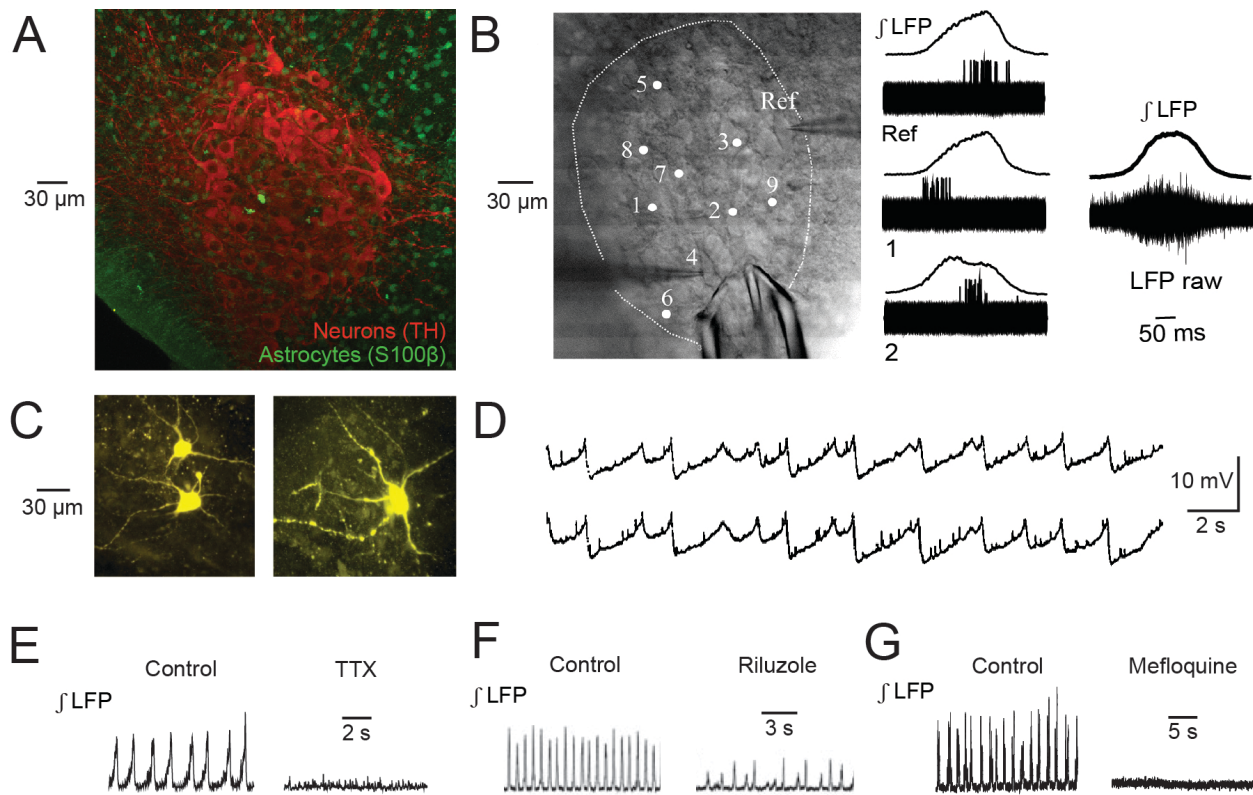 A
30 µm
Neurons (TH)
Astrocytes (S100β)
B
30 µm
5
Ref
8
3
7
9
1
2
4
6
∫ LFP
Ref
1
2
∫ LFP
LFP raw
50 ms
C
30 µm
D
10 mV
2 s
E
Control
TTX
∫ LFP
2 s
F
Control
Riluzole
∫ LFP
3 s
G
Control
Mefloquine
∫ LFP
5 s